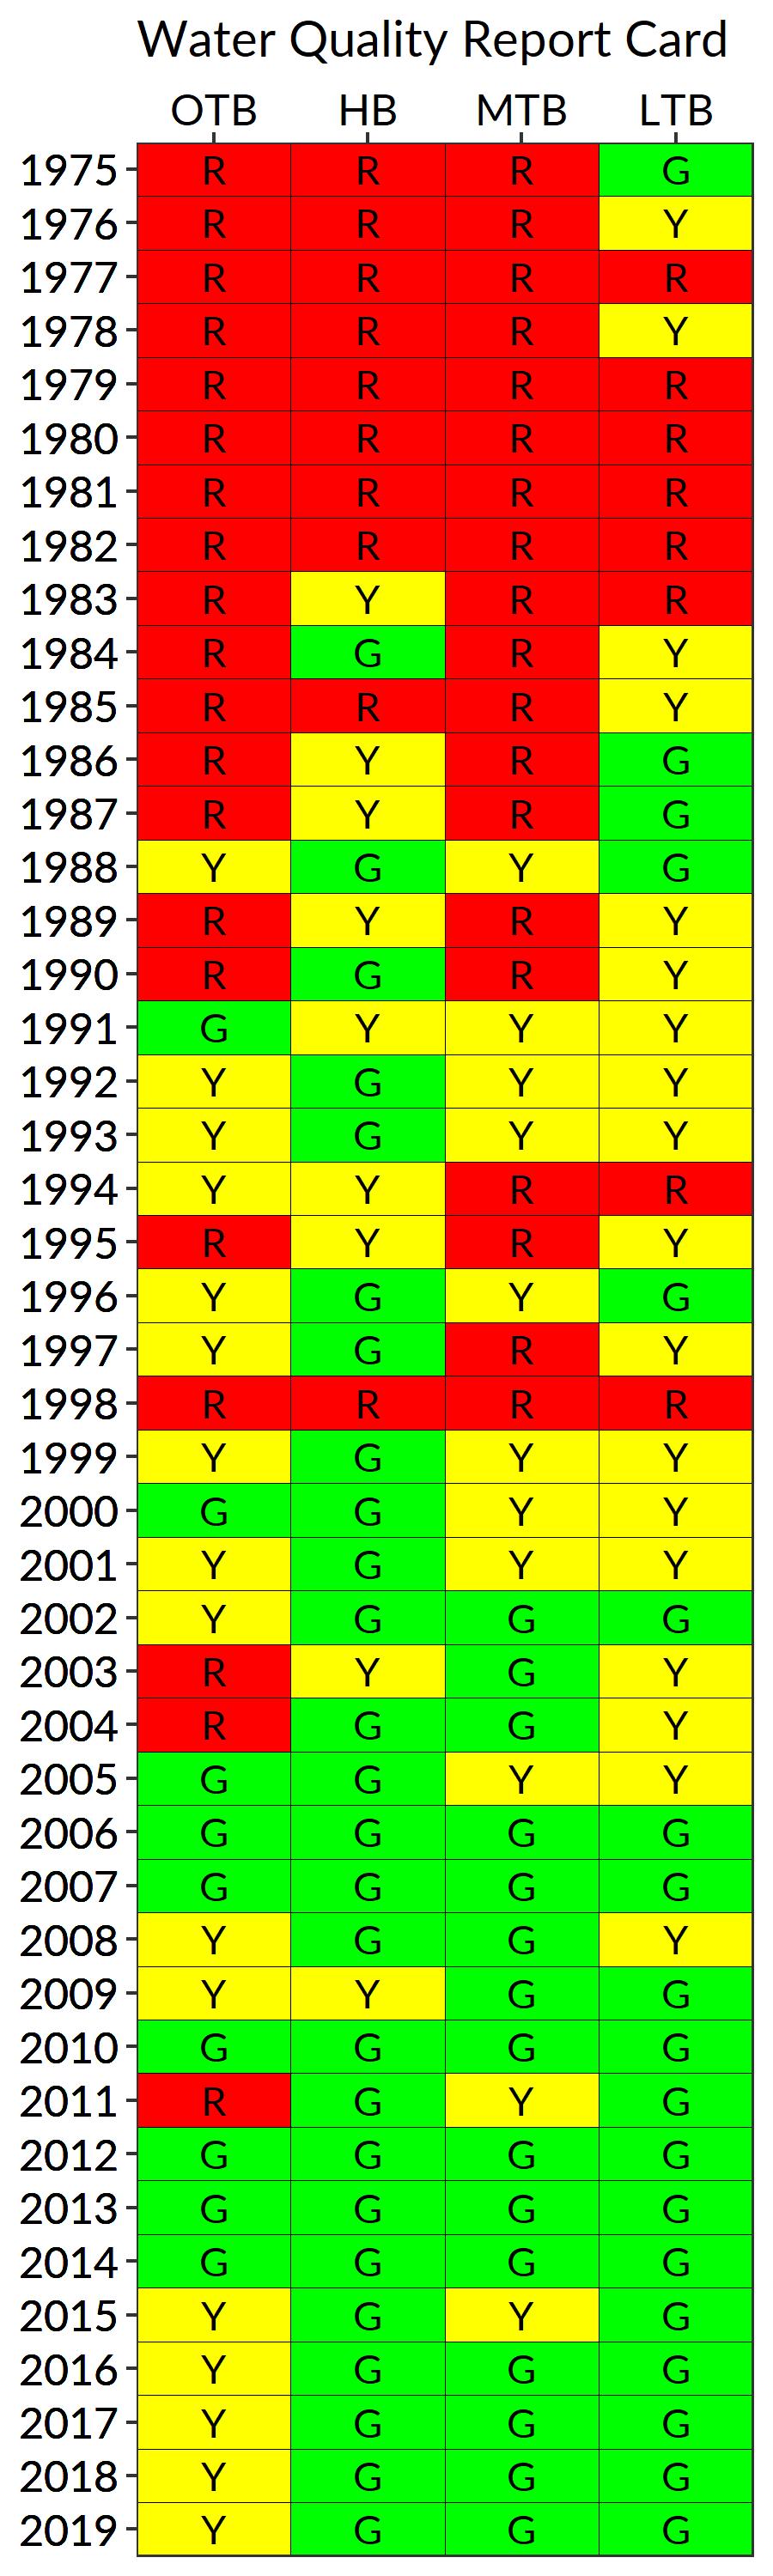 Water Quality Report Card
OTB HB MTB LTB
1975 R R R G
1976 R R R Y
1977 R R R R
1978 R R R Y
1979 R R R R
1980 R R R R
1981 R R R R
1982 R R R R
1983 R Y R R
1984 R G R Y
1985 R R R Y
1986 R Y R G
1987 R Y R G
1988 Y G Y G
1989 R Y R Y
1990 R G R Y
1991 G Y Y Y
1992 Y G Y Y
1993 Y G Y Y
1994 Y Y R R
1995 R Y R Y
1996 Y G Y G
1997 Y G R Y
1998 R R R R
1999 Y G Y Y
2000 G G Y Y
2001 Y G Y Y
2002 Y G G G
2003 R Y G Y
2004 R G G Y
2005 G G Y Y
2006 G G G G
2007 G G G G
2008 Y G G Y
2009 Y Y G G
2010 G G G G
2011 R G Y G
2012 G G G G
2013 G G G G
2014 G G G G
2015 Y G Y G
2016 Y G G G
2017 Y G G G
2018 Y G G G
2019 Y G G G